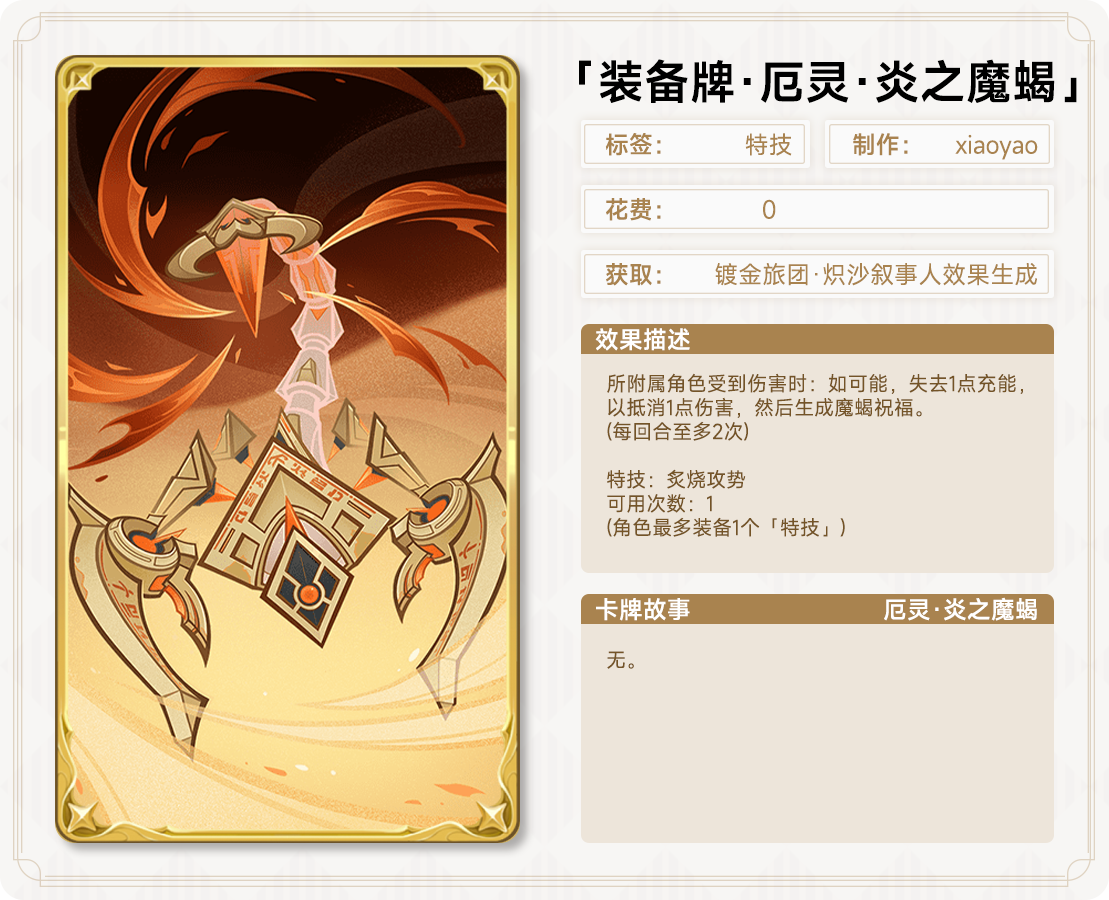 「装备牌·厄灵·炎之魔蝎」
标签： 特技 制作： xiaoyao
花费： 0
获取： 镀金旅团·炽沙叙事人效果生成
效果描述
所附属角色受到伤害时：如可能，失去1点充能，
以抵消1点伤害，然后生成魔蝎祝福。
(每回合至多2次)
特技：炙烧攻势
可用次数：1
(角色最多装备1个「特技」)
卡牌故事 厄灵·炎之魔蝎
无。